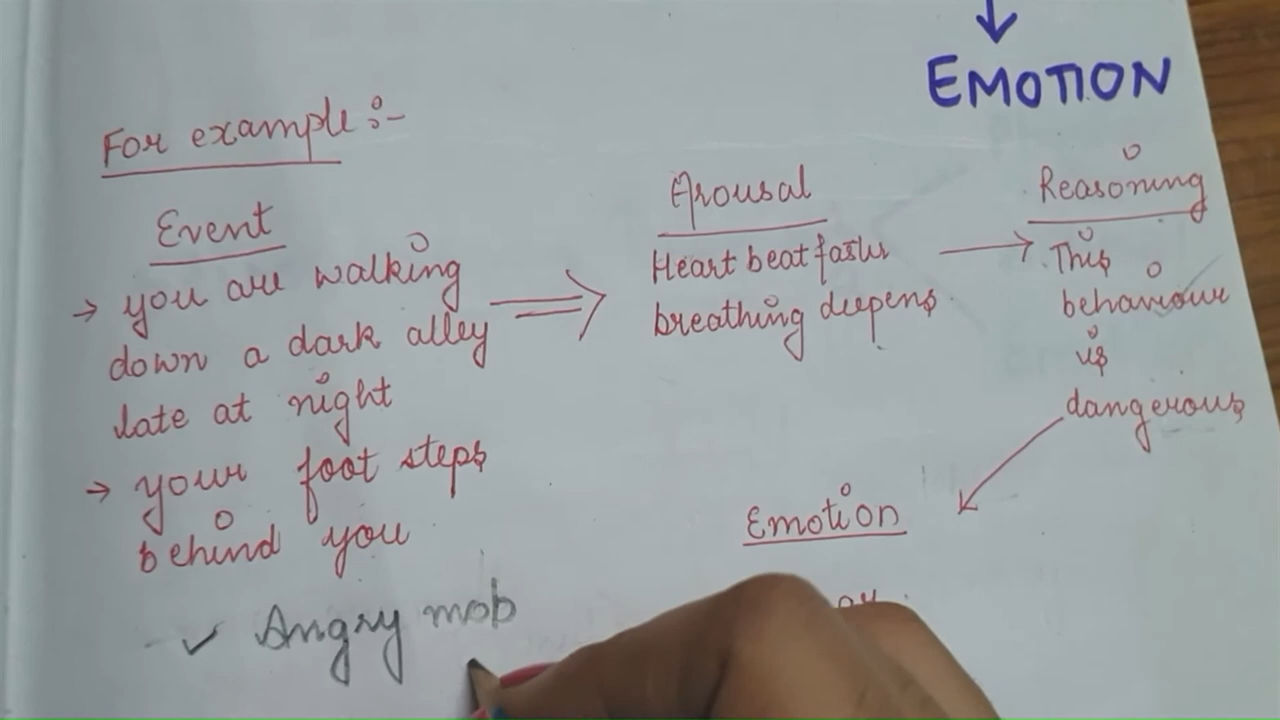 EMOTION
For example :-
Event
→ you are walking
down a dark alley
late at night
→ your foot steps
behind you
✓ Angry mob
Arousal
Heart beat faster
breathing deepens
Reasoning
This
behaviour
is
dangerous
Emotion